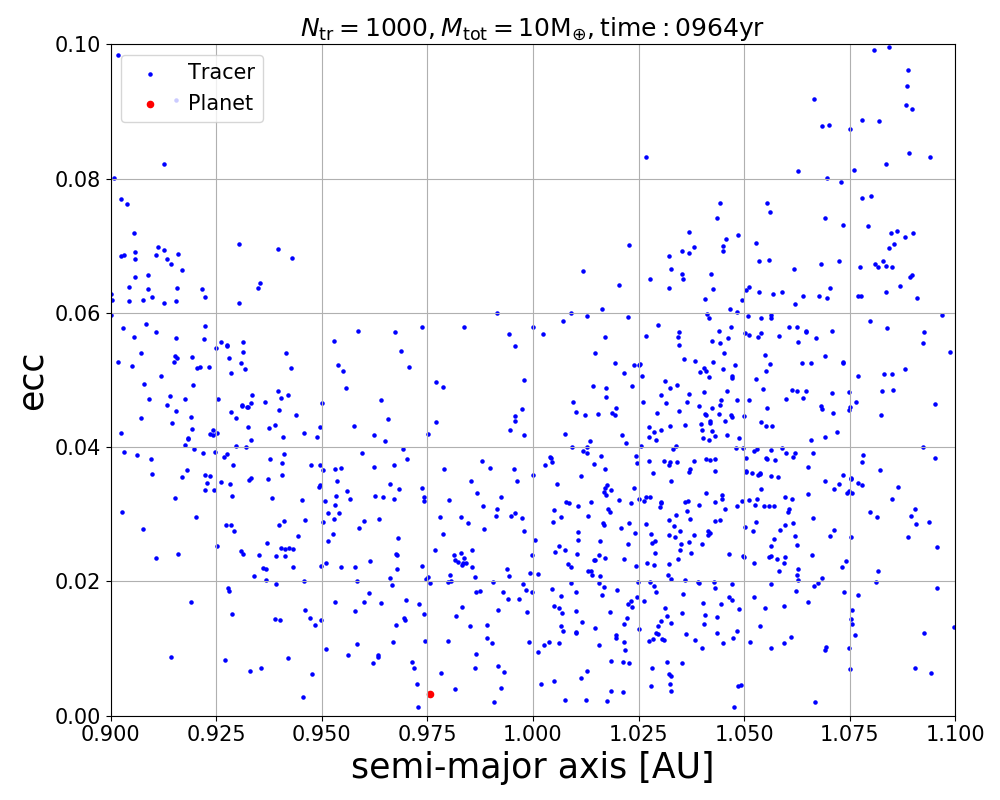 N_tr = 1000, M_tot = 10M_⊕, time : 0964yr
Tracer
Planet
0.10
0.08
0.06
0.04
0.02
0.00
ecc
0.900 0.925 0.950 0.975 1.000 1.025 1.050 1.075 1.100
semi-major axis [AU]